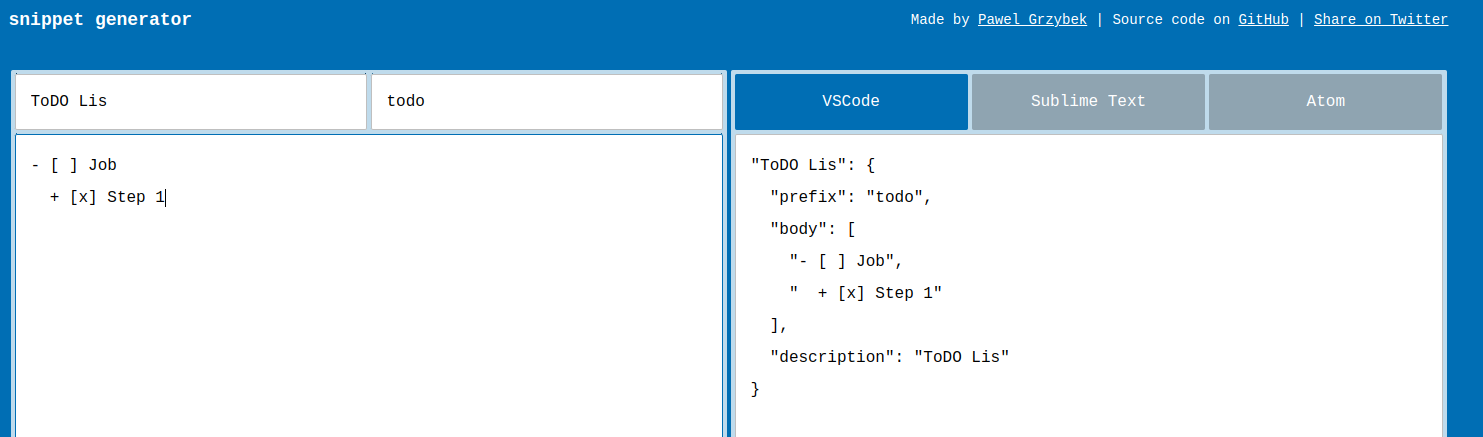 snippet generator
Made by Pawel Grzybek | Source code on GitHub | Share on Twitter
ToDO Lis
todo
VSCode
Sublime Text
Atom
- [ ] Job
  + [x] Step 1
"ToDO Lis": {
  "prefix": "todo",
  "body": [
    "- [ ] Job",
    "  + [x] Step 1"
  ],
  "description": "ToDO Lis"
}